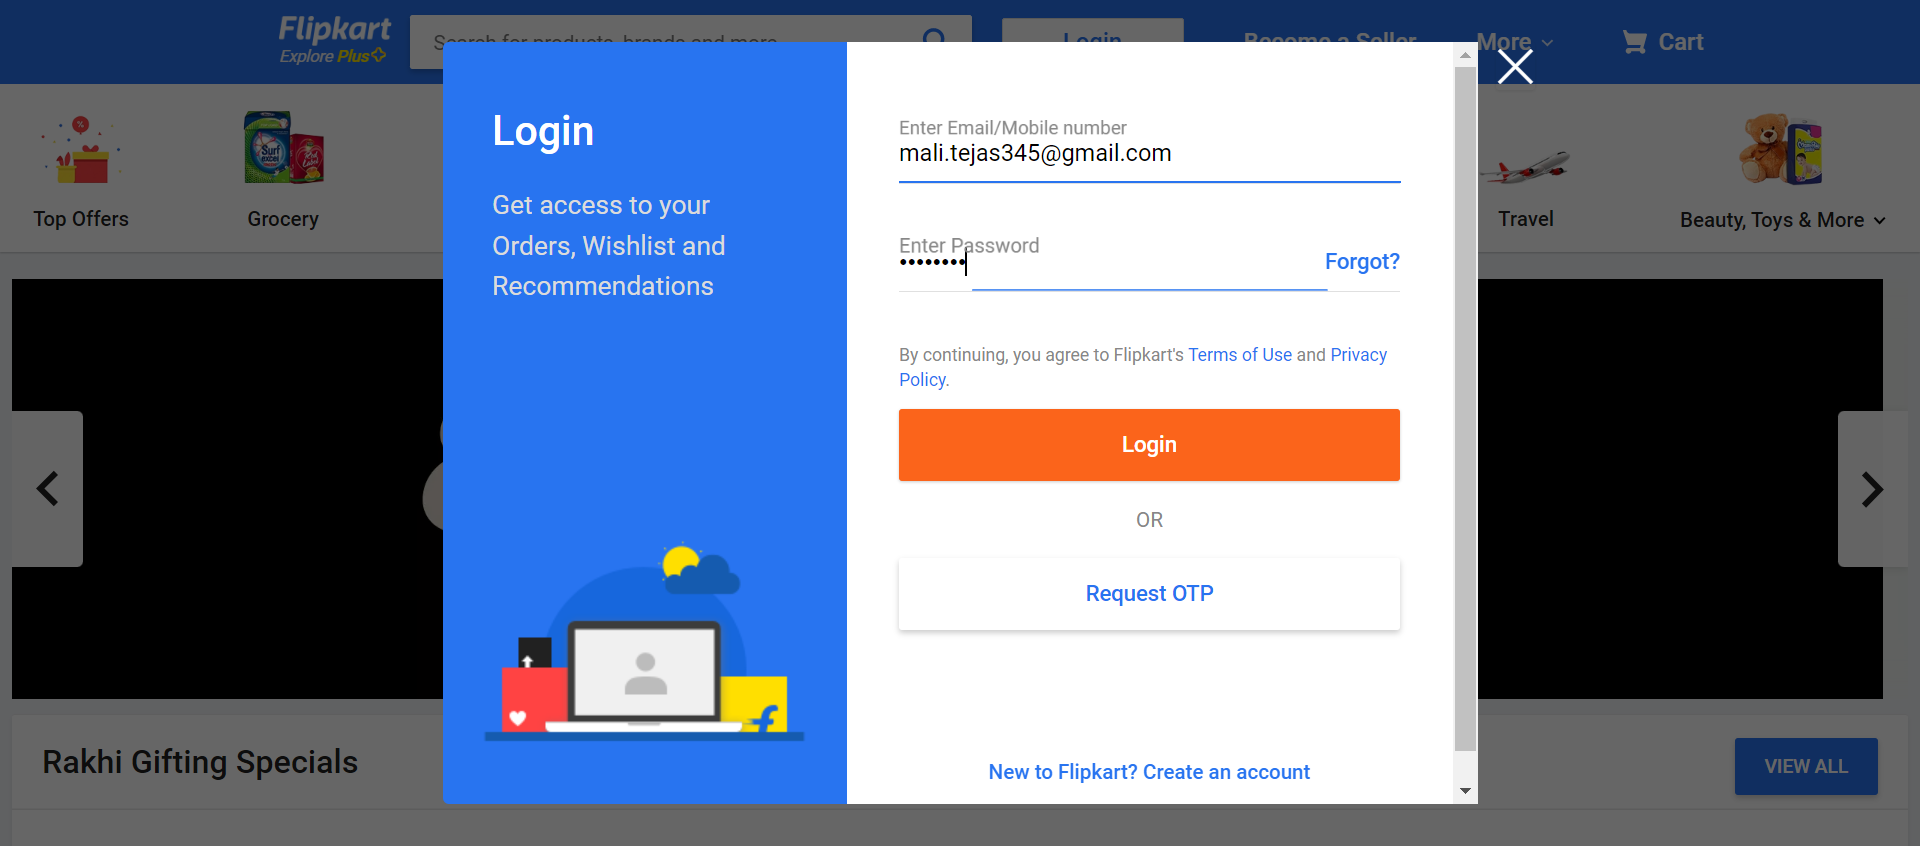 Flipkart
Explore Plus
Search for products, brands and more
Login
Become a Seller
More
Cart
Top Offers
Grocery
Travel
Beauty, Toys & More
Login
Get access to your
Orders, Wishlist and
Recommendations
Enter Email/Mobile number
mali.tejas345@gmail.com
Enter Password
••••••••
Forgot?
By continuing, you agree to Flipkart's Terms of Use and Privacy
Policy.
Login
OR
Request OTP
New to Flipkart? Create an account
Rakhi Gifting Specials
VIEW ALL
Surf
excel